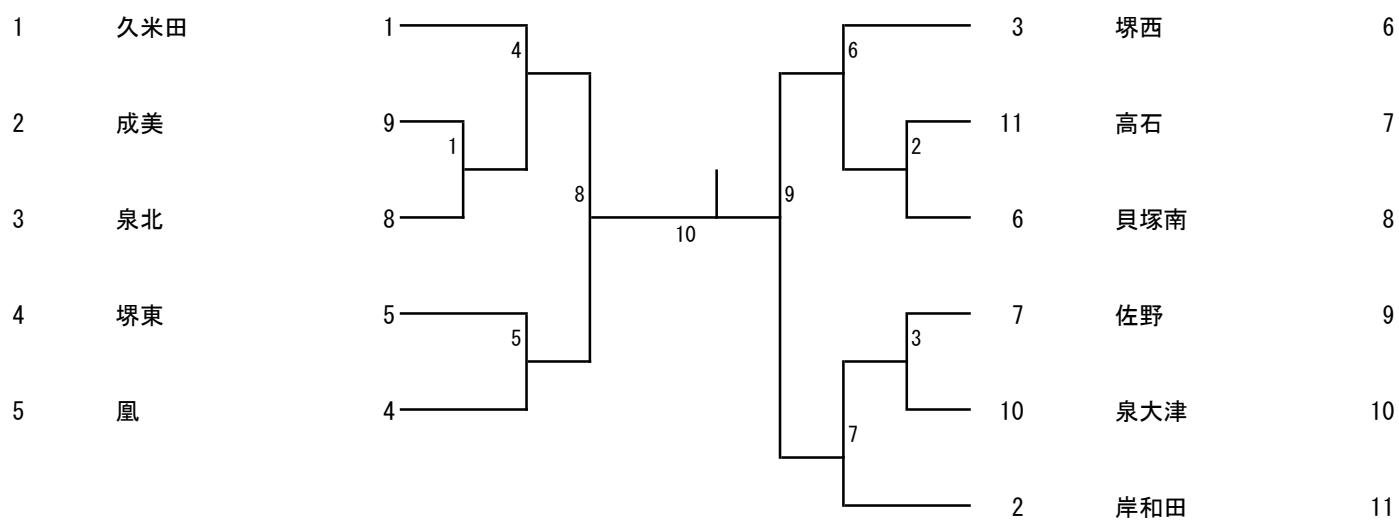 1 久米田 1 3 堺西 6
4 6
2 成美 9 11 高石 7
1 2
8 9
3 泉北 8 6 貝塚南 8
10
4 堺東 5 7 佐野 9
5 3
5 凰 4 10 泉大津 10
7
2 岸和田 11